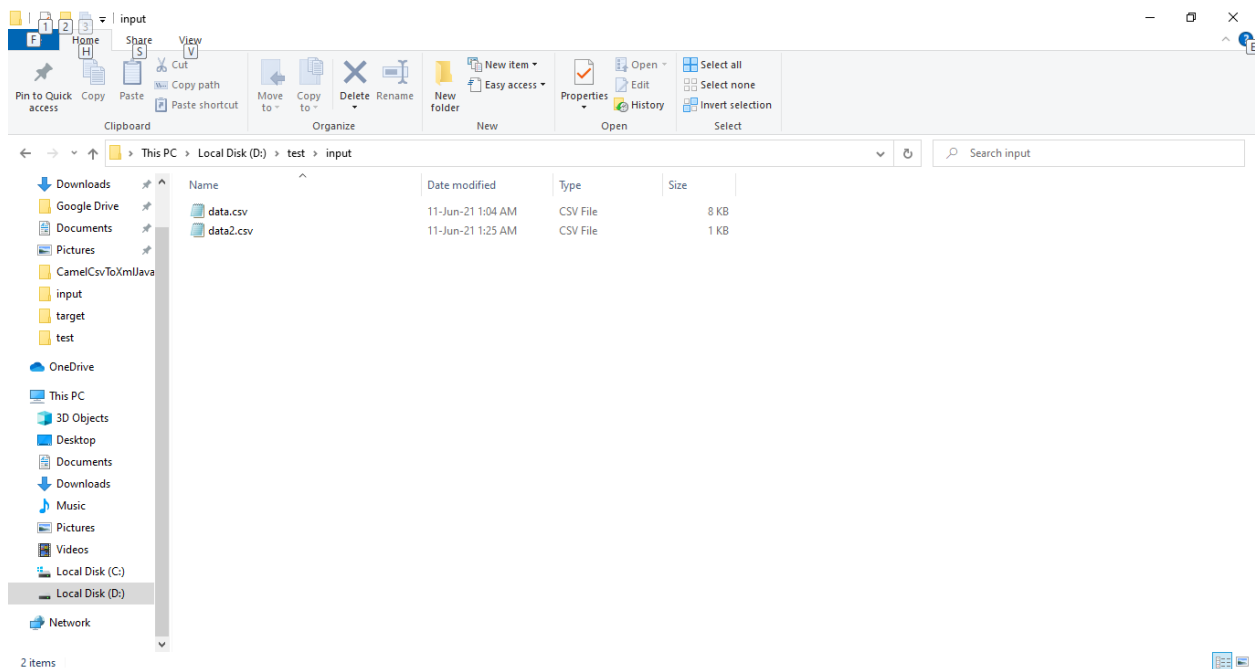 input
1 2 3
F Home Share View
H S V
E
Pin to Quick access
Copy
Paste
Cut
Copy path
Paste shortcut
Clipboard
Move to
Copy to
Delete
Rename
Organize
New folder
New item
Easy access
New
Properties
Open
Edit
History
Open
Select all
Select none
Invert selection
Select
This PC > Local Disk (D:) > test > input
Search input
Downloads
Google Drive
Documents
Pictures
CamelCsvToXmlJava
input
target
test
OneDrive
This PC
3D Objects
Desktop
Documents
Downloads
Music
Pictures
Videos
Local Disk (C:)
Local Disk (D:)
Network
Name Date modified Type Size
data.csv 11-Jun-21 1:04 AM CSV File 8 KB
data2.csv 11-Jun-21 1:25 AM CSV File 1 KB
2 items